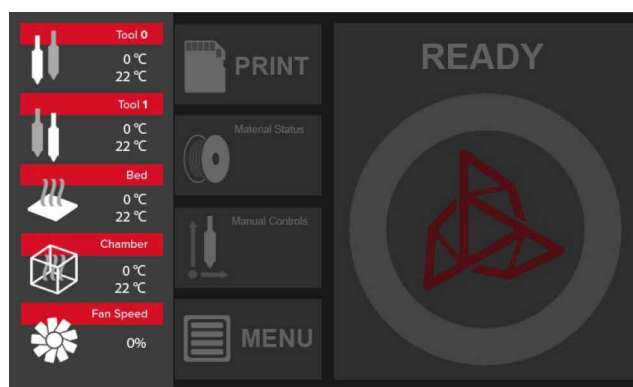 Tool 0
0 °C
22 °C
Tool 1
0 °C
22 °C
Bed
0 °C
22 °C
Chamber
0 °C
22 °C
Fan Speed
0%
PRINT
Material Status
Manual Controls
MENU
READY